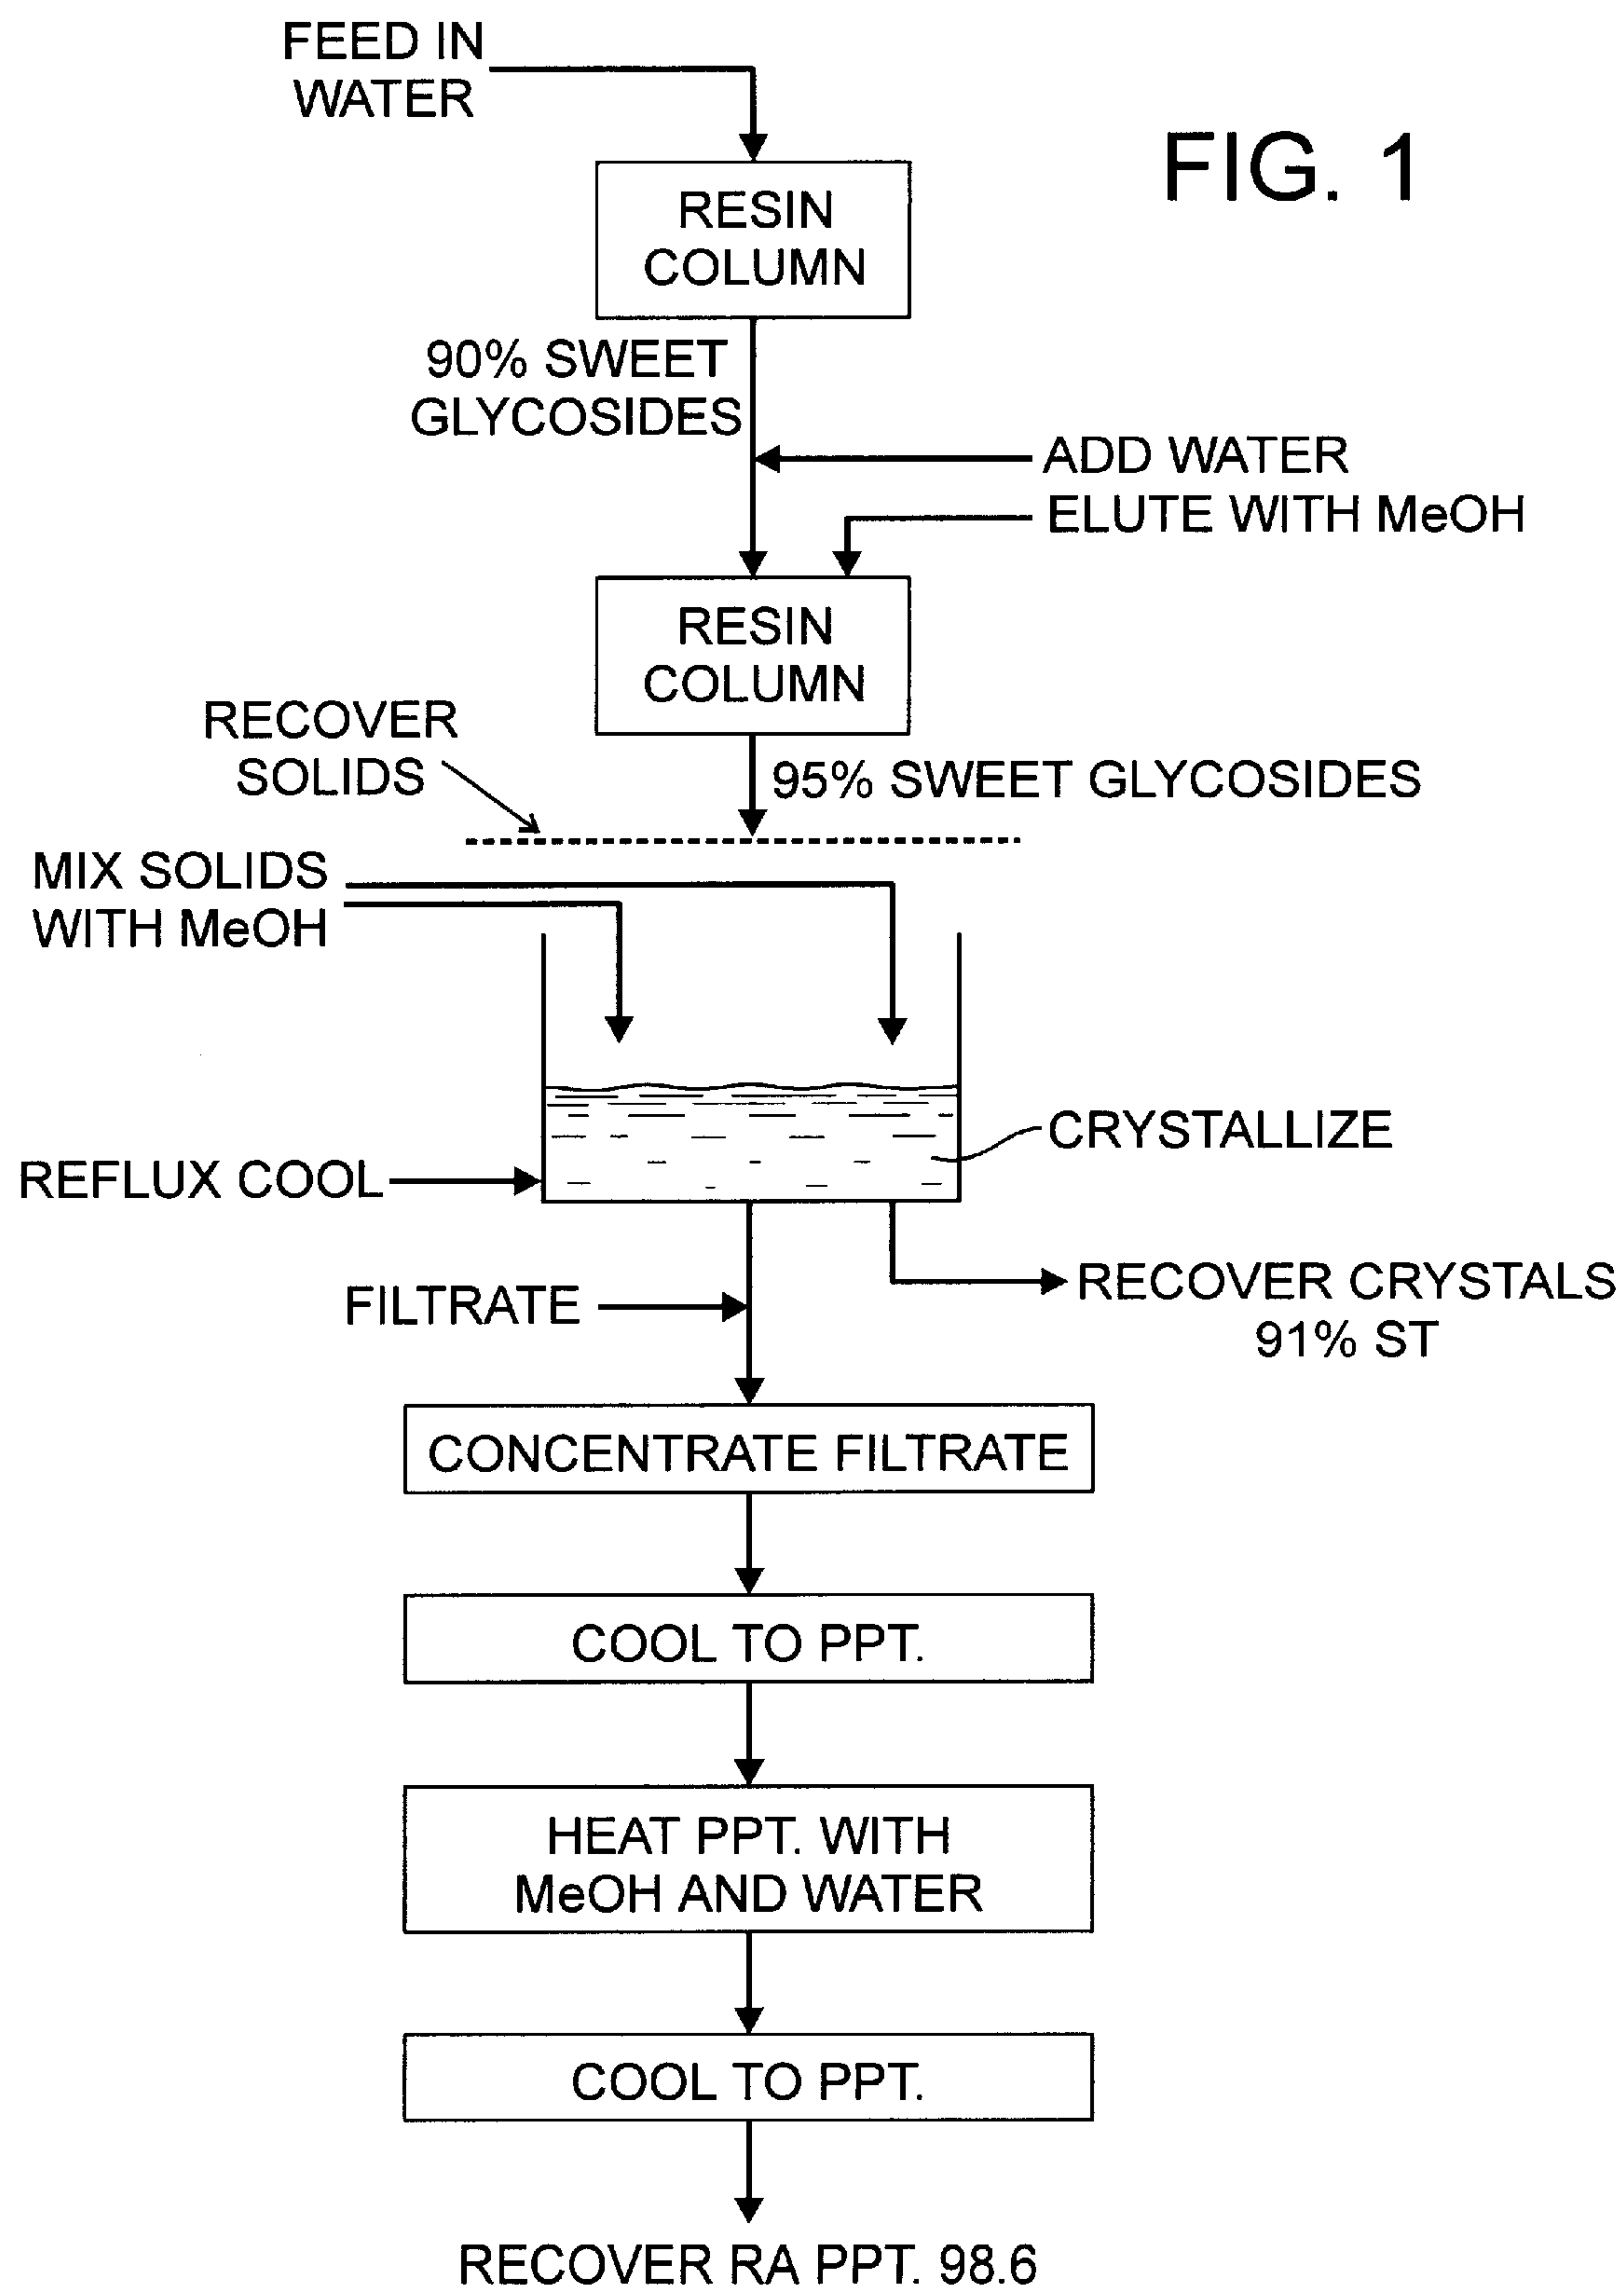 FEED IN
WATER
FIG. 1
RESIN
COLUMN
90% SWEET
GLYCOSIDES
ADD WATER
ELUTE WITH MeOH
RESIN
COLUMN
RECOVER
SOLIDS
95% SWEET GLYCOSIDES
MIX SOLIDS
WITH MeOH
CRYSTALLIZE
REFLUX COOL
RECOVER CRYSTALS
91% ST
FILTRATE
CONCENTRATE FILTRATE
COOL TO PPT.
HEAT PPT. WITH
MeOH AND WATER
COOL TO PPT.
RECOVER RA PPT. 98.6